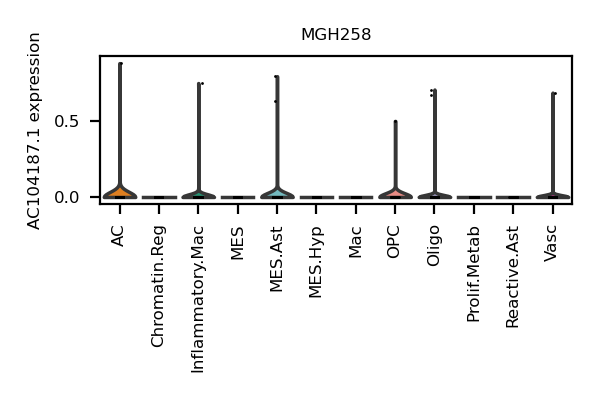 MGH258
AC104187.1 expression
0.5
0.0
AC
Chromatin.Reg
Inflammatory.Mac
MES
MES.Ast
MES.Hyp
Mac
OPC
Oligo
Prolif.Metab
Reactive.Ast
Vasc